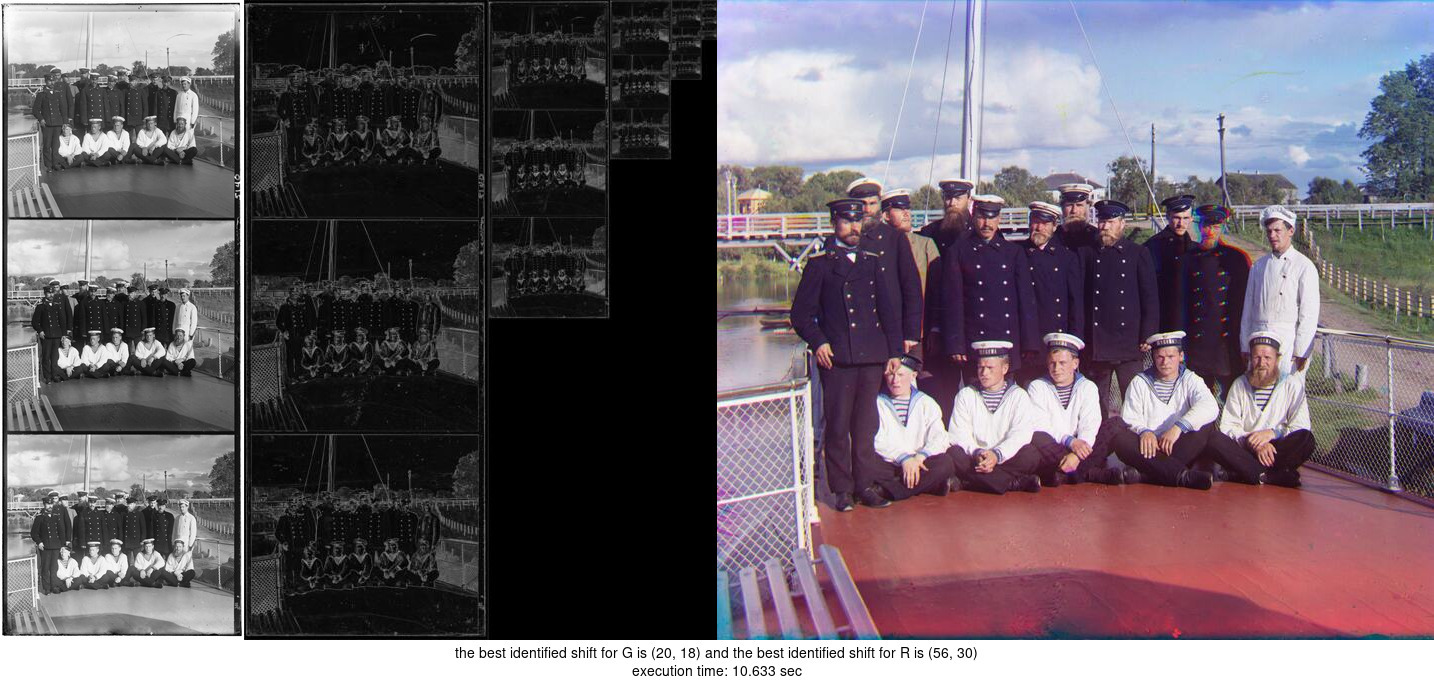 the best identified shift for G is (20, 18) and the best identified shift for R is (56, 30)
execution time: 10.633 sec